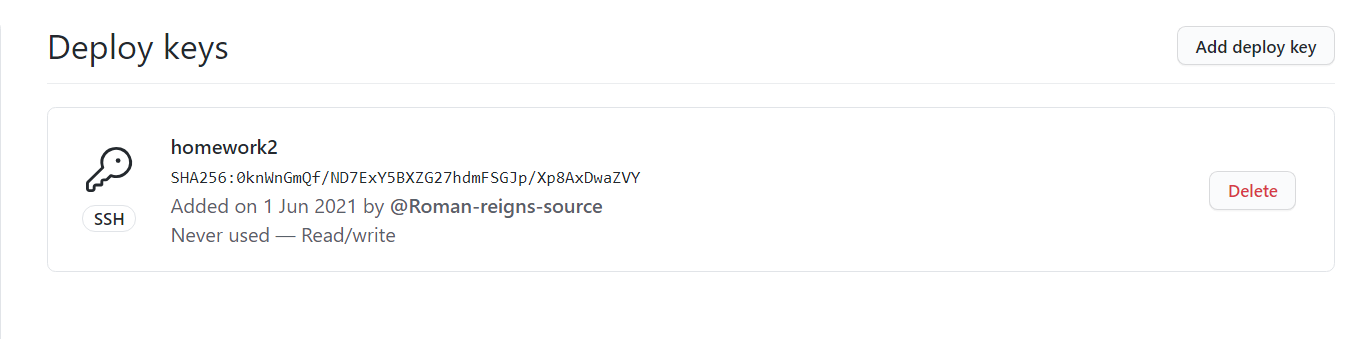 Deploy keys
Add deploy key
homework2
SHA256:0knWnGmQf/ND7ExY5BXZG27hdmFSGJp/Xp8AxDwaZVY
Added on 1 Jun 2021 by @Roman-reigns-source
Never used — Read/write
SSH
Delete